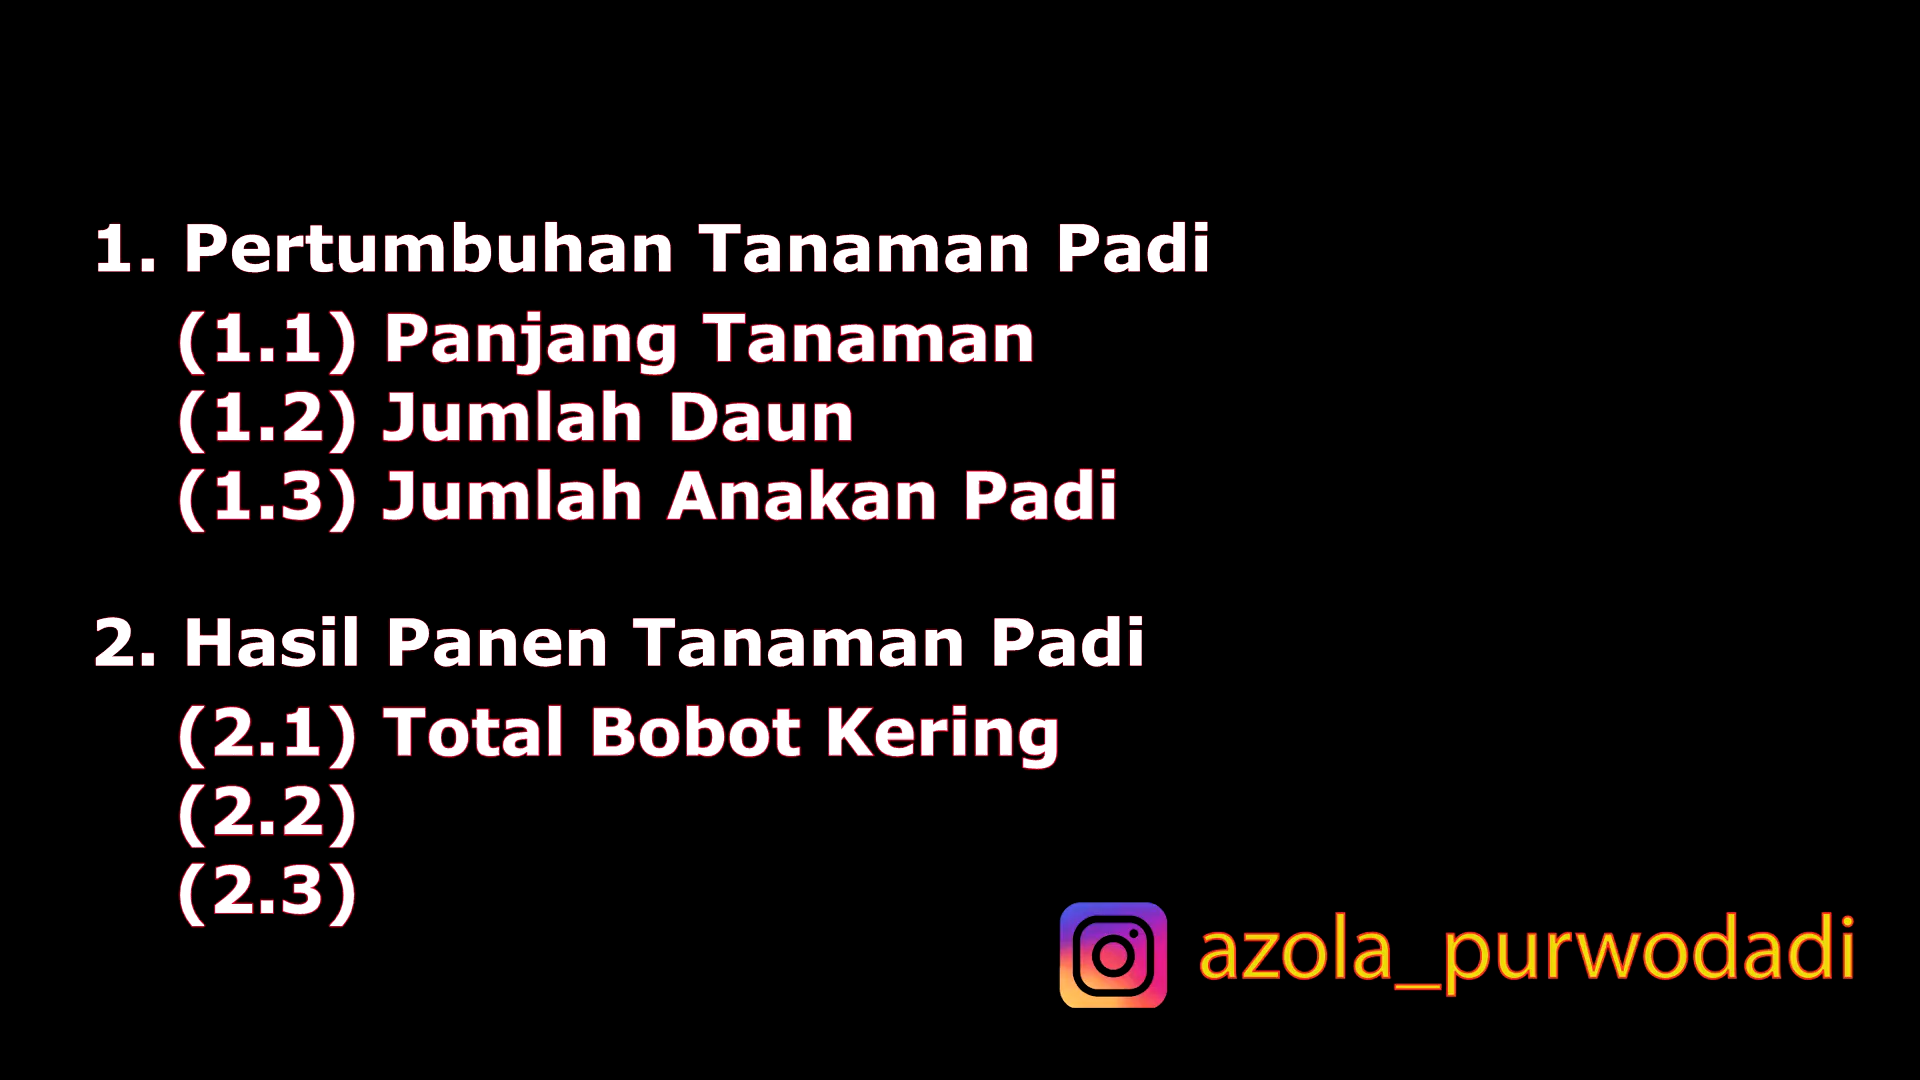 1. Pertumbuhan Tanaman Padi
(1.1) Panjang Tanaman
(1.2) Jumlah Daun
(1.3) Jumlah Anakan Padi
2. Hasil Panen Tanaman Padi
(2.1) Total Bobot Kering
(2.2)
(2.3)
azola_purwodadi